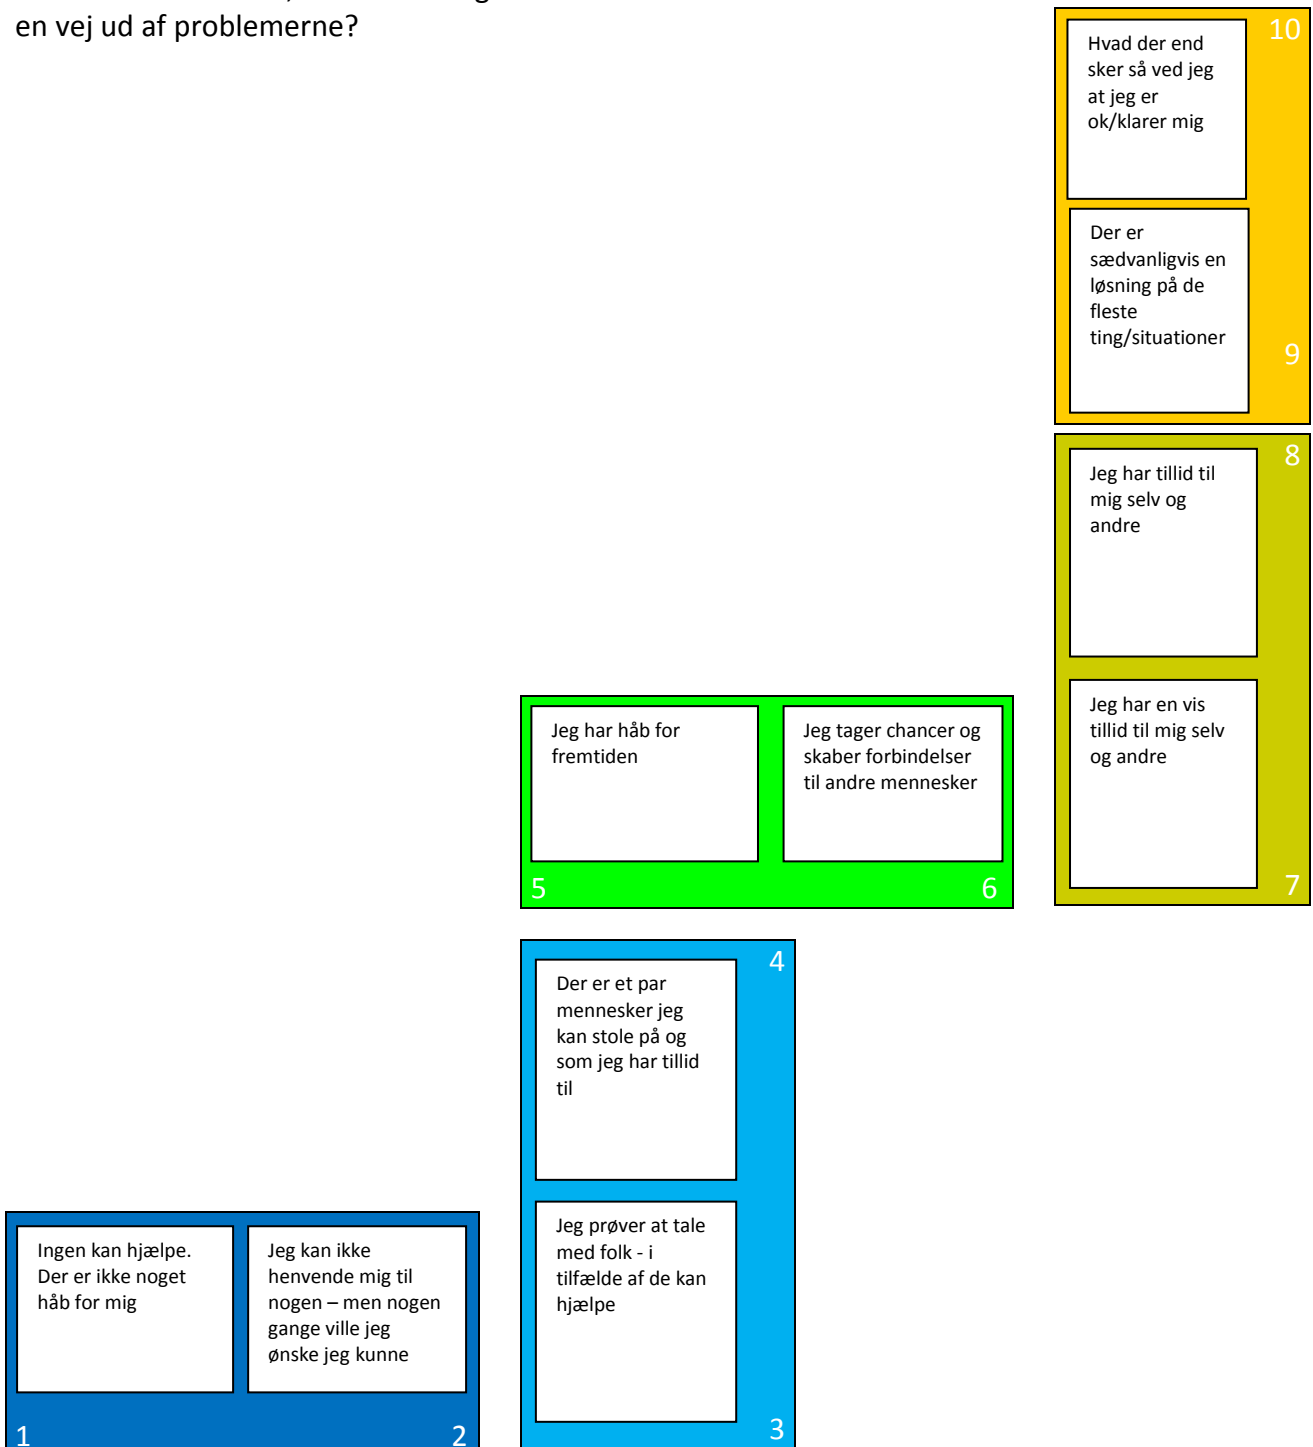 en vej ud af problemerne?
10
Hvad der end
sker så ved jeg
at jeg er
ok/klarer mig
Der er
sædvanligvis en
løsning på de
fleste
ting/situationer
9
8
Jeg har tillid til
mig selv og
andre
Jeg har en vis
tillid til mig selv
og andre
7
Jeg har håb for
fremtiden
Jeg tager chancer og
skaber forbindelser
til andre mennesker
5
6
4
Der er et par
mennesker jeg
kan stole på og
som jeg har tillid
til
Jeg prøver at tale
med folk - i
tilfælde af de kan
hjælpe
3
Ingen kan hjælpe.
Der er ikke noget
håb for mig
Jeg kan ikke
henvende mig til
nogen – men nogen
gange ville jeg
ønske jeg kunne
1
2